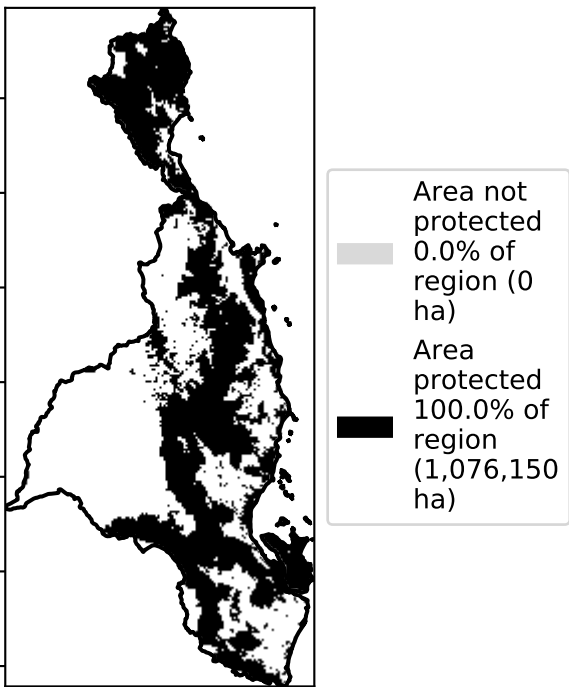 Area not
protected
0.0% of
region (0
ha)
Area
protected
100.0% of
region
(1,076,150
ha)